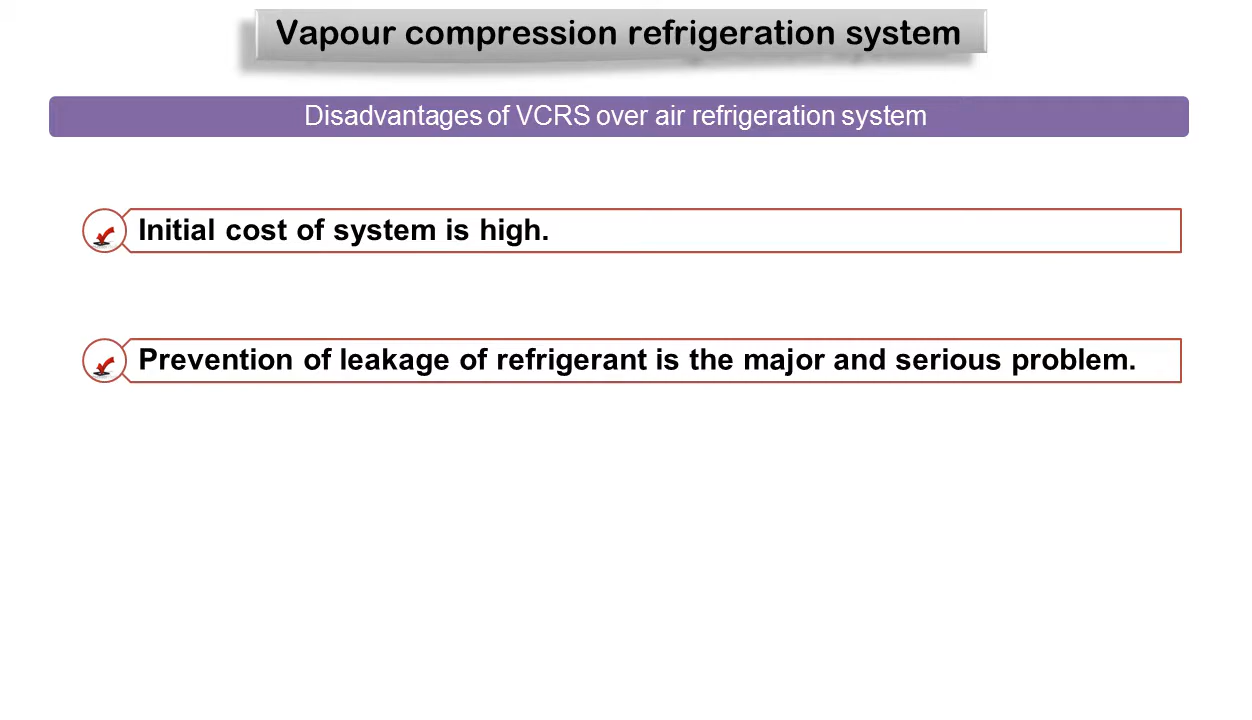 Vapour compression refrigeration system
Disadvantages of VCRS over air refrigeration system
Initial cost of system is high.
Prevention of leakage of refrigerant is the major and serious problem.